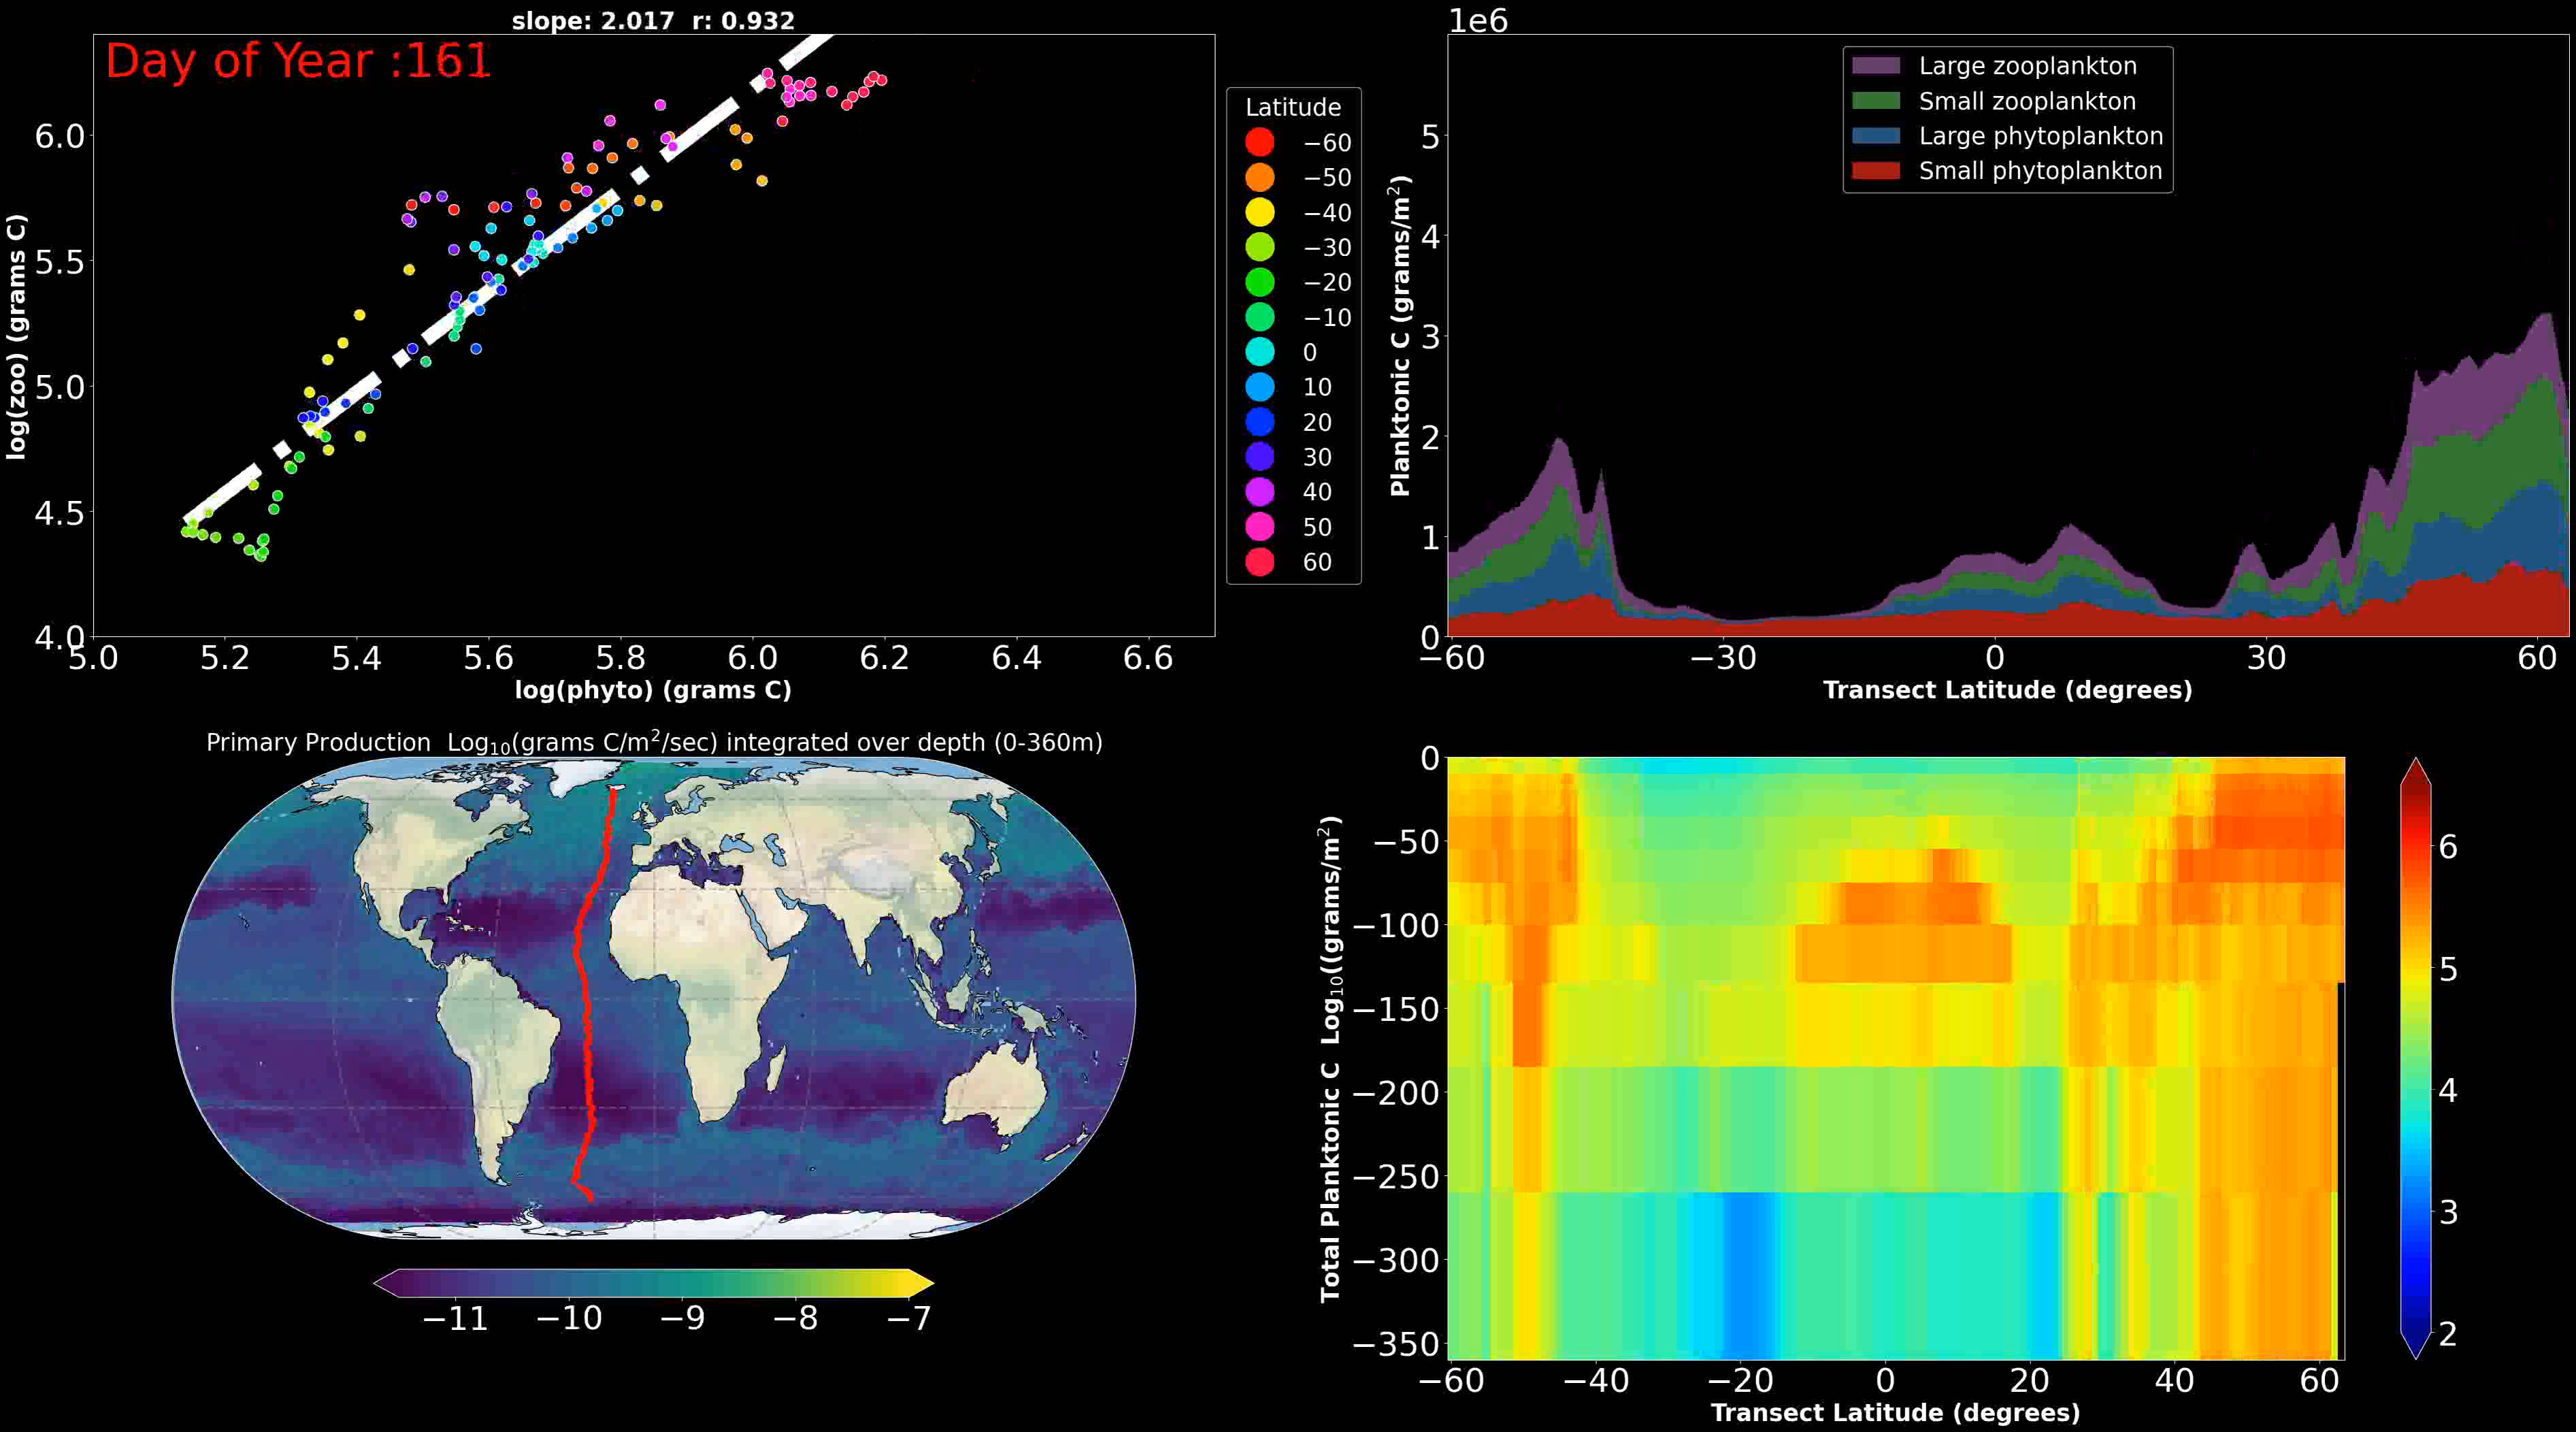 slope: 2.017 r: 0.932
Day of Year :161
log(zoo) (grams C)
6.0
5.5
5.0
4.5
4.0
5.0 5.2 5.4 5.6 5.8 6.0 6.2 6.4 6.6
log(phyto) (grams C)
Latitude
−60
−50
−40
−30
−20
−10
0
10
20
30
40
50
60
1e6
Large zooplankton
Small zooplankton
Large phytoplankton
Small phytoplankton
Planktonic C (grams/m²)
5
4
3
2
1
0
−60 −30 0 30 60
Transect Latitude (degrees)
Primary Production Log₁₀(grams C/m²/sec) integrated over depth (0-360m)
−11 −10 −9 −8 −7
Total Planktonic C Log₁₀((grams/m²)
0
−50
−100
−150
−200
−250
−300
−350
−60 −40 −20 0 20 40 60
Transect Latitude (degrees)
6
5
4
3
2